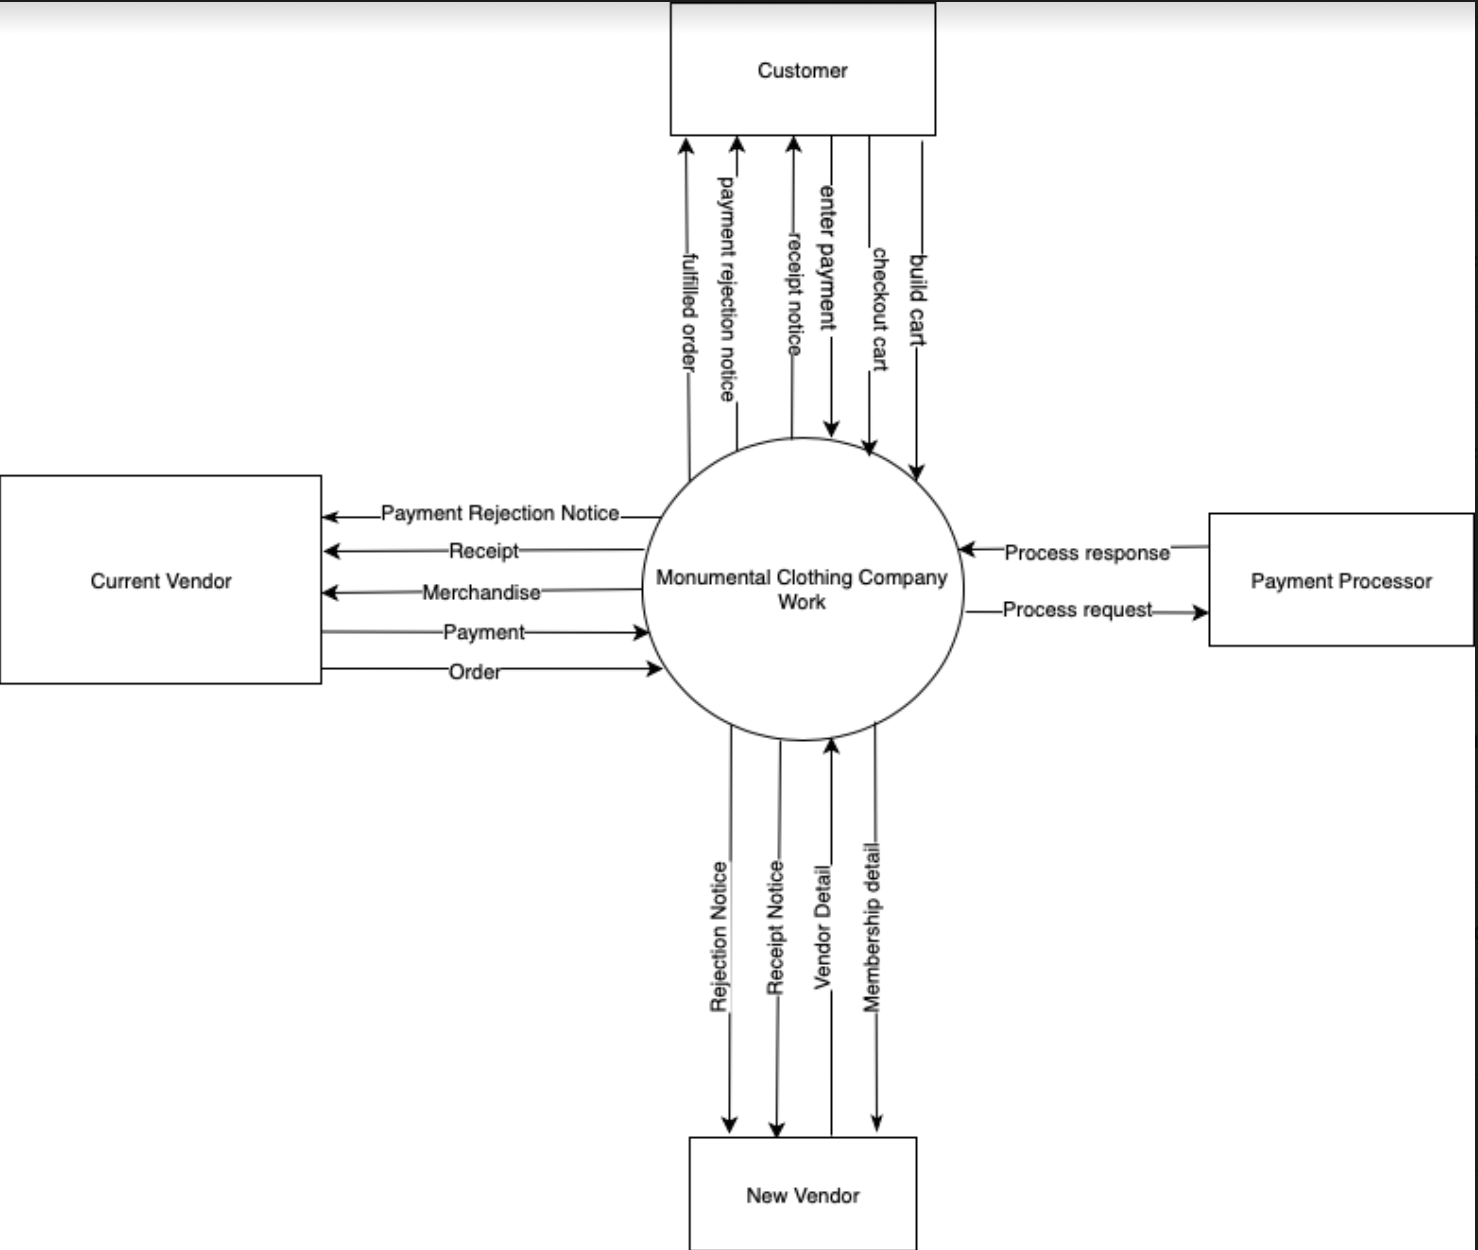 Customer
fulfilled order
payment rejection notice
receipt notice
enter payment
checkout cart
build cart
Payment Rejection Notice
Receipt
Merchandise
Payment
Order
Current Vendor
Monumental Clothing Company
Work
Process response
Process request
Payment Processor
Rejection Notice
Receipt Notice
Vendor Detail
Membership detail
New Vendor